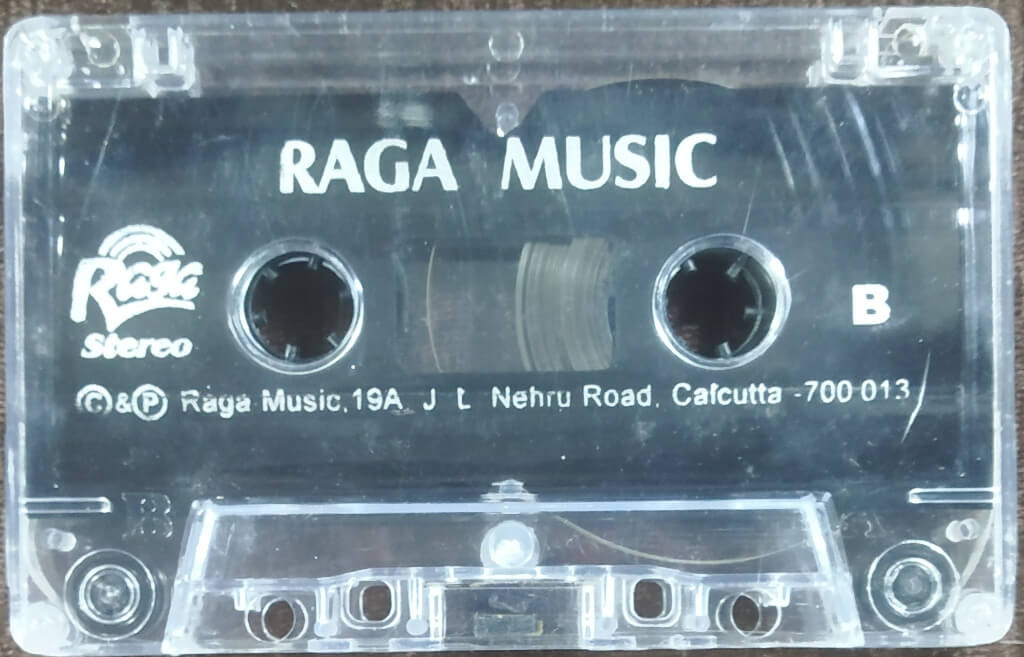 RAGA MUSIC
Raga
stereo
B
©&℗ Raga Music,19A J L Nehru Road, Calcutta -700 013
B